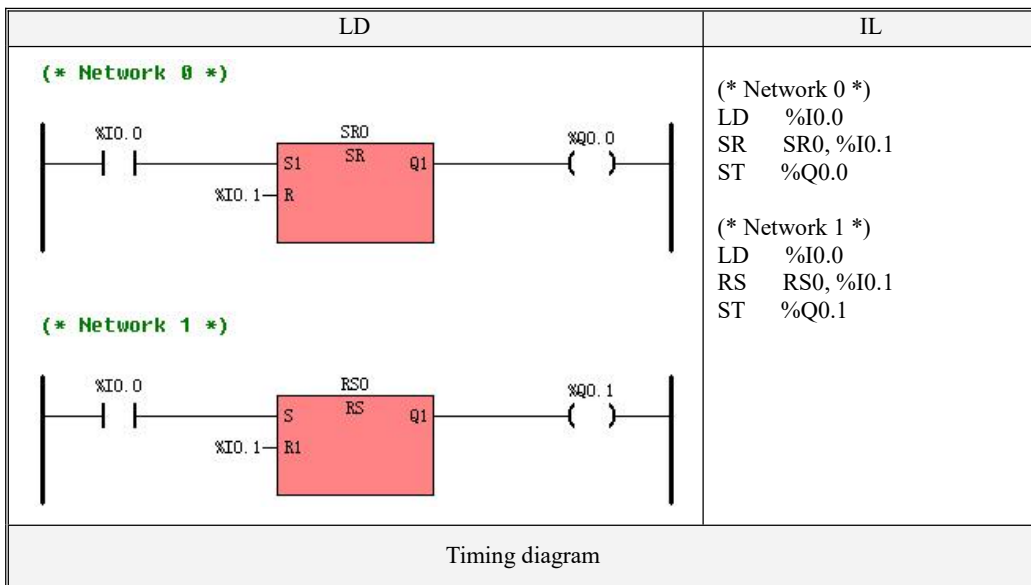 LD
IL
(* Network 0 *)
%I0.0
SR0
%Q0.0
SR
S1
Q1
%I0.1
R
(* Network 1 *)
%I0.0
RS0
%Q0.1
RS
S
Q1
%I0.1
R1
(* Network 0 *)
LD %I0.0
SR SR0, %I0.1
ST %Q0.0
(* Network 1 *)
LD %I0.0
RS RS0, %I0.1
ST %Q0.1
Timing diagram